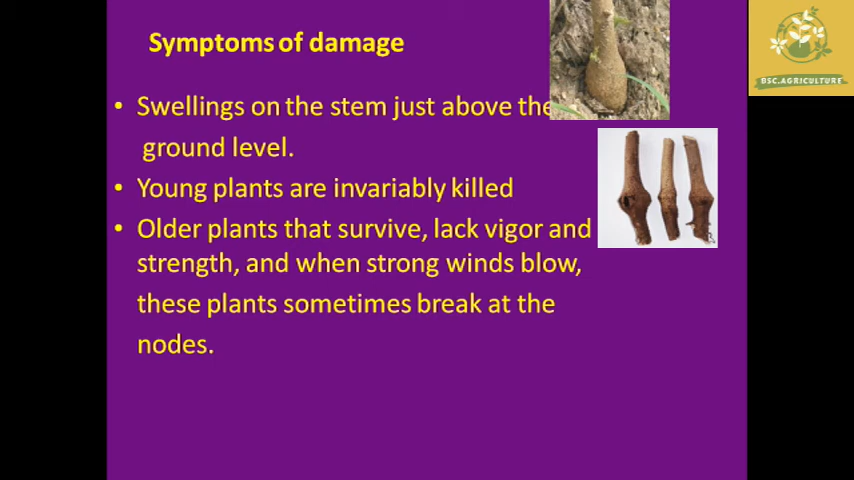 Symptoms of damage
• Swellings on the stem just above the
ground level.
• Young plants are invariably killed
• Older plants that survive, lack vigor and
strength, and when strong winds blow,
these plants sometimes break at the
nodes.
BSC.AGRICULTURE